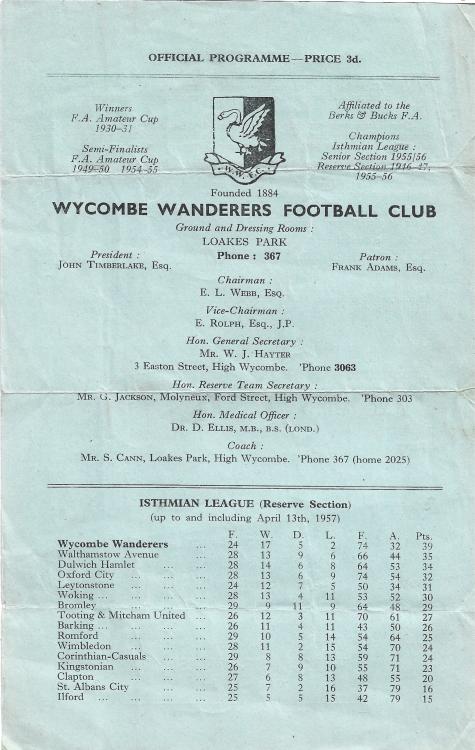 OFFICIAL PROGRAMME—PRICE 3d.
Winners
F.A. Amateur Cup
1930-31
Semi-Finalists
F.A. Amateur Cup
1949-50 1954-55
W.W.F.C.
Affiliated to the
Berks & Bucks F.A.
Champions
Isthmian League :
Senior Section 1955/56
Reserve Section 1946-47,
1955-56
Founded 1884
WYCOMBE WANDERERS FOOTBALL CLUB
Ground and Dressing Rooms :
LOAKES PARK
Phone : 367
President :
JOHN TIMBERLAKE, Esq.
Patron :
FRANK ADAMS, Esq.
Chairman :
E. L. WEBB, Esq.
Vice-Chairman :
E. ROLPH, Esq., J.P.
Hon. General Secretary :
MR. W. J. HAYTER
3 Easton Street, High Wycombe. 'Phone 3063
Hon. Reserve Team Secretary :
MR. G. JACKSON, Molyneux, Ford Street, High Wycombe. 'Phone 303
Hon. Medical Officer :
DR. D. ELLIS, M.B., B.S. (LOND.)
Coach :
MR. S. CANN, Loakes Park, High Wycombe. 'Phone 367 (home 2025)
ISTHMIAN LEAGUE (Reserve Section)
(up to and including April 13th, 1957)
F. W. D. L. F. A. Pts.
Wycombe Wanderers ... 24 17 5 2 74 32 39
Walthamstow Avenue ... 28 13 9 6 66 44 35
Dulwich Hamlet ... ... 28 14 6 8 64 53 34
Oxford City ... ... 28 13 6 9 74 54 32
Leytonstone ... ... 24 12 7 5 50 34 31
Woking ... ... ... 28 13 4 11 53 52 30
Bromley ... ... ... 29 9 11 9 64 48 29
Tooting & Mitcham United ... 26 12 3 11 70 61 27
Barking ... ... ... 26 11 4 11 43 50 26
Romford ... ... ... 29 10 5 14 54 64 25
Wimbledon ... ... 28 11 2 15 54 70 24
Corinthian-Casuals ... ... 29 8 8 13 59 71 24
Kingstonian ... ... 26 7 9 10 55 71 23
Clapton ... ... ... 27 6 8 13 48 55 20
St. Albans City ... ... 25 7 2 16 37 79 16
Ilford ... ... ... 25 5 5 15 42 79 15